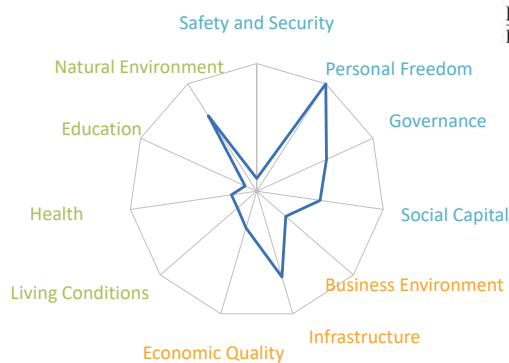 Safety and Security
Natural Environment
Personal Freedom
Education
Governance
Health
Social Capital
Living Conditions
Business Environment
Infrastructure
Economic Quality